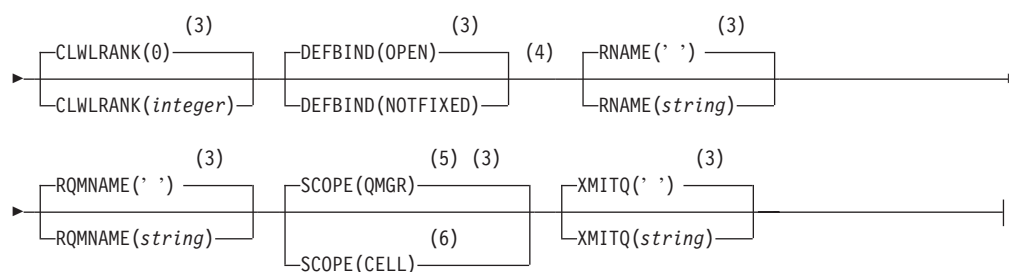 (3) (3) (3)
CLWLRANK(0) DEFBIND(OPEN) (4) RNAME(’ ’)
CLWLRANK(integer) DEFBIND(NOTFIXED) RNAME(string)
(3) (5) (3) (3)
RQMNAME(’ ’) SCOPE(QMGR) XMITQ(’ ’)
RQMNAME(string) (6) XMITQ(string)
SCOPE(CELL)